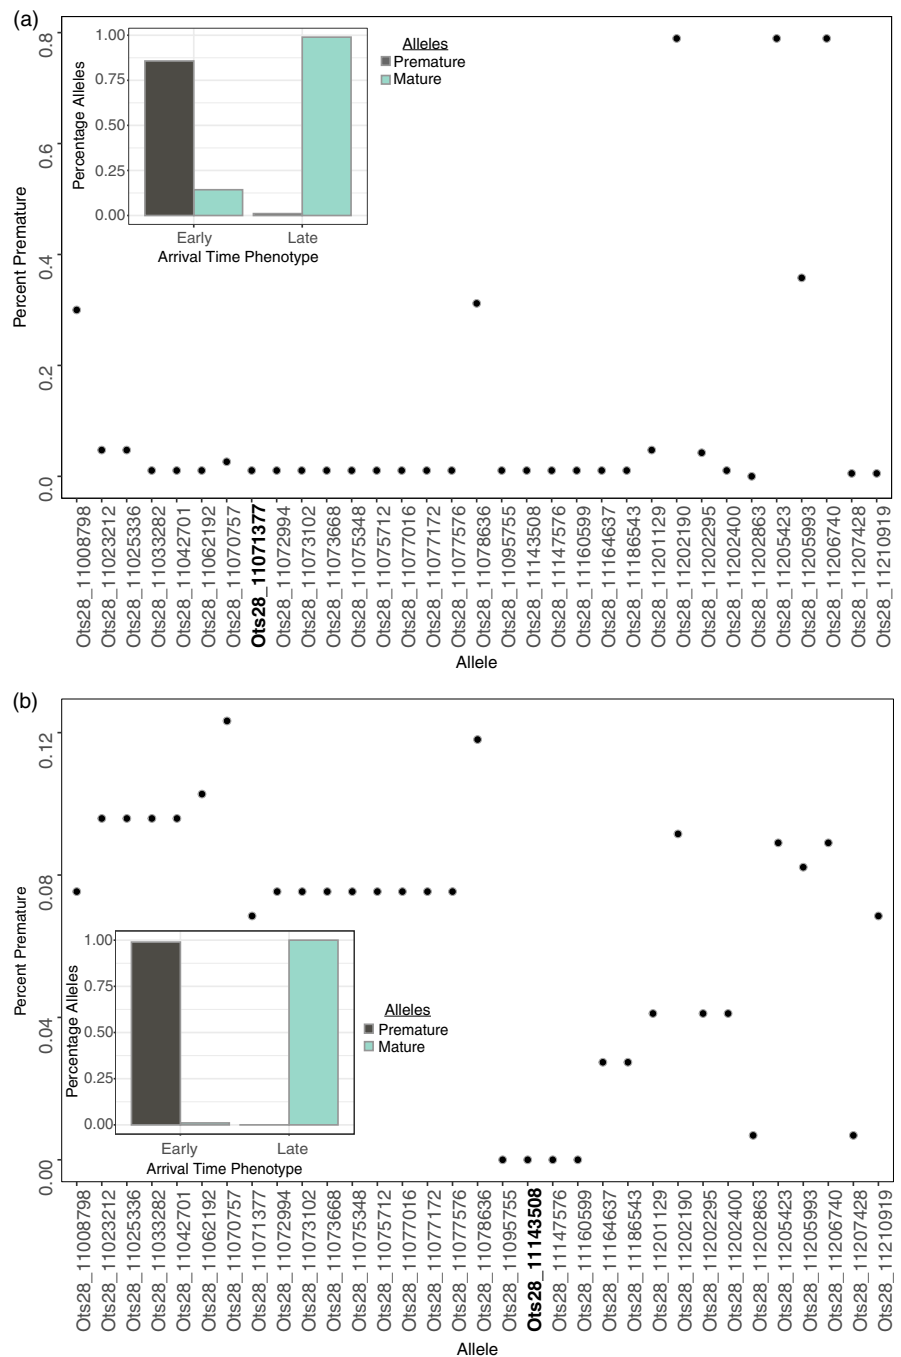 (a)
Alleles
Premature
Mature
1.00
0.75
0.50
0.25
0.00
Percentage Alleles
Early Late
Arrival Time Phenotype
0.8
0.6
0.4
0.2
0.0
Percent Premature
Ots28_11008798
Ots28_11023212
Ots28_11025336
Ots28_11033282
Ots28_11042701
Ots28_11062192
Ots28_11070757
Ots28_11071377
Ots28_11072994
Ots28_11073102
Ots28_11073668
Ots28_11075348
Ots28_11075712
Ots28_11077016
Ots28_11077172
Ots28_11077576
Ots28_11078636
Ots28_11095755
Ots28_11143508
Ots28_11147576
Ots28_11160599
Ots28_11164637
Ots28_11186543
Ots28_11201129
Ots28_11202190
Ots28_11202295
Ots28_11202400
Ots28_11202863
Ots28_11205423
Ots28_11205993
Ots28_11206740
Ots28_11207428
Ots28_11210919
Allele
(b)
0.12
0.08
0.04
0.00
Percent Premature
1.00
0.75
0.50
0.25
0.00
Percentage Alleles
Early Late
Arrival Time Phenotype
Alleles
Premature
Mature
Ots28_11008798
Ots28_11023212
Ots28_11025336
Ots28_11033282
Ots28_11042701
Ots28_11062192
Ots28_11070757
Ots28_11071377
Ots28_11072994
Ots28_11073102
Ots28_11073668
Ots28_11075348
Ots28_11075712
Ots28_11077016
Ots28_11077172
Ots28_11077576
Ots28_11078636
Ots28_11095755
Ots28_11143508
Ots28_11147576
Ots28_11160599
Ots28_11164637
Ots28_11186543
Ots28_11201129
Ots28_11202190
Ots28_11202295
Ots28_11202400
Ots28_11202863
Ots28_11205423
Ots28_11205993
Ots28_11206740
Ots28_11207428
Ots28_11210919
Allele